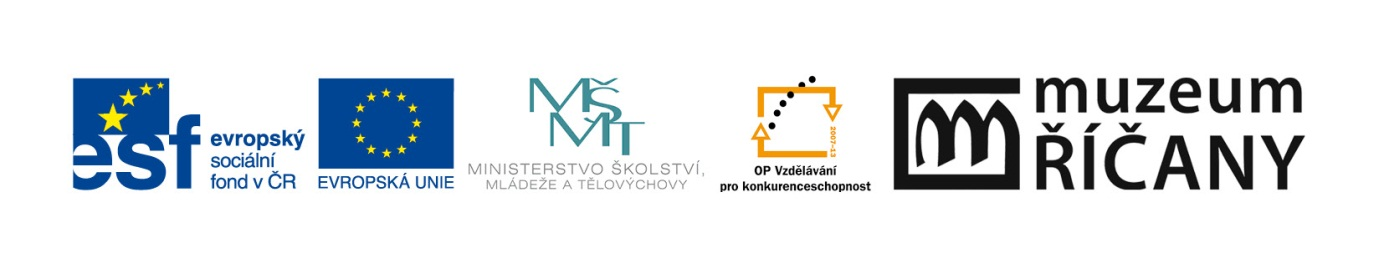 esf
evropský
sociální
fond v ČR
EVROPSKÁ UNIE
MŠ
MT
MINISTERSTVO ŠKOLSTVÍ,
MLÁDEŽE A TĚLOVÝCHOVY
2007-13
OP Vzdělávání
pro konkurenceschopnost
m
muzeum
ŘÍČANY